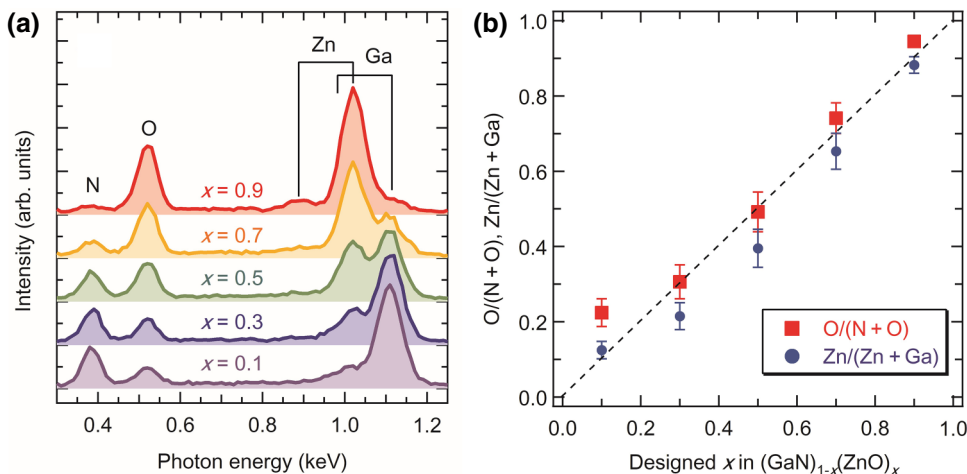 (a)
Zn
Ga
O
N
x = 0.9
x = 0.7
x = 0.5
x = 0.3
x = 0.1
Intensity (arb. units)
0.4 0.6 0.8 1.0 1.2
Photon energy (keV)
(b)
O/(N + O), Zn/(Zn + Ga)
1.0
0.8
0.6
0.4
0.2
0.0
O/(N + O)
Zn/(Zn + Ga)
0.0 0.2 0.4 0.6 0.8 1.0
Designed x in (GaN)1-x(ZnO)x